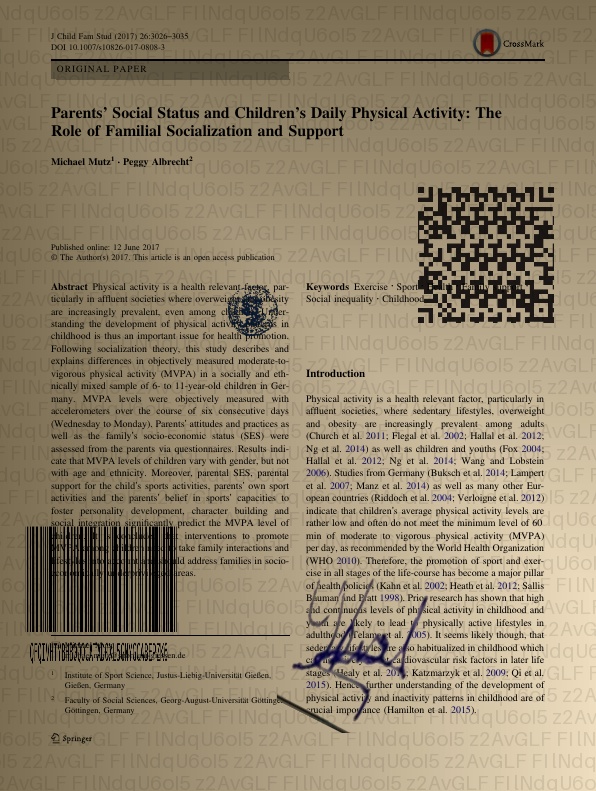 J Child Fam Stud (2017) 26:3026–3035
DOI 10.1007/s10826-017-0808-3
CrossMark
ORIGINAL PAPER
Parents’ Social Status and Children’s Daily Physical Activity: The
Role of Familial Socialization and Support
Michael Mutz1 · Peggy Albrecht2
Published online: 12 June 2017
© The Author(s) 2017. This article is an open access publication
Abstract Physical activity is a health relevant factor, par-
ticularly in affluent societies where overweight obesity
are increasingly prevalent, even among Under-
standing the development of physical activity in
childhood is thus an important issue for health promotion.
Following socialization theory, this study describes and
explains differences in objectively measured moderate-to-
vigorous physical activity (MVPA) in a socially and eth-
nically mixed sample of 6- to 11-year-old children in Ger-
many. MVPA levels were objectively measured with
accelerometers over the course of six consecutive days
(Wednesday to Monday). Parents' attitudes and practices as
well as the family's socio-economic status (SES) were
assessed from the parents via questionnaires. Results indi-
cate that MVPA levels of children vary with gender, but not
with age and ethnicity. Moreover, parental SES, parental
support for the child's sports activities, parents' own sport
activities and the parents' belief in sports' capacities to
foster personality development, character building and
social integration significantly predict the MVPA level of
interventions to promote
take family interactions and
address families in socio-
areas.
Keywords Exercise · Sport
Social inequality · Childhood
Introduction
Physical activity is a health relevant factor, particularly in
affluent societies, where sedentary lifestyles, overweight
and obesity are increasingly prevalent among adults
(Church et al. 2011; Flegal et al. 2002; Hallal et al. 2012;
Ng et al. 2014) as well as children and youths (Fox 2004;
Hallal et al. 2012; Ng et al. 2014; Wang and Lobstein
2006). Studies from Germany (Buksch et al. 2014; Lampert
et al. 2007; Manz et al. 2014) as well as many other Eur-
opean countries (Riddoch et al. 2004; Verloigne et al. 2012)
indicate that children's average physical activity levels are
rather low and often do not meet the minimum level of 60
min of moderate to vigorous physical activity (MVPA)
per day, as recommended by the World Health Organization
(WHO 2010). Therefore, the promotion of sport and exer-
cise in all stages of the life-course has become a major pillar
of health policies (Kahn et al. 2002; Heath et al. 2012; Sallis
Bauman and Pratt 1998). Prior research has shown that high
and continuous levels of physical activity in childhood and
youth are likely to lead to physically active lifestyles in
adulthood (Telama et al. 2005). It seems likely though, that
sedentary lifestyles are also habitualized in childhood which
cardiovascular risk factors in later life
stages (Healy et al. Katzmarzyk et al. 2009; Qi et al.
2015). Hence, further understanding of the development of
physical activity and inactivity patterns in childhood are of
crucial importance (Hamilton et al. 2015).
1 Institute of Sport Science, Justus-Liebig-Universität Gießen,
Gießen, Germany
2 Faculty of Social Sciences, Georg-August-Universität Göttingen,
Göttingen, Germany
Springer